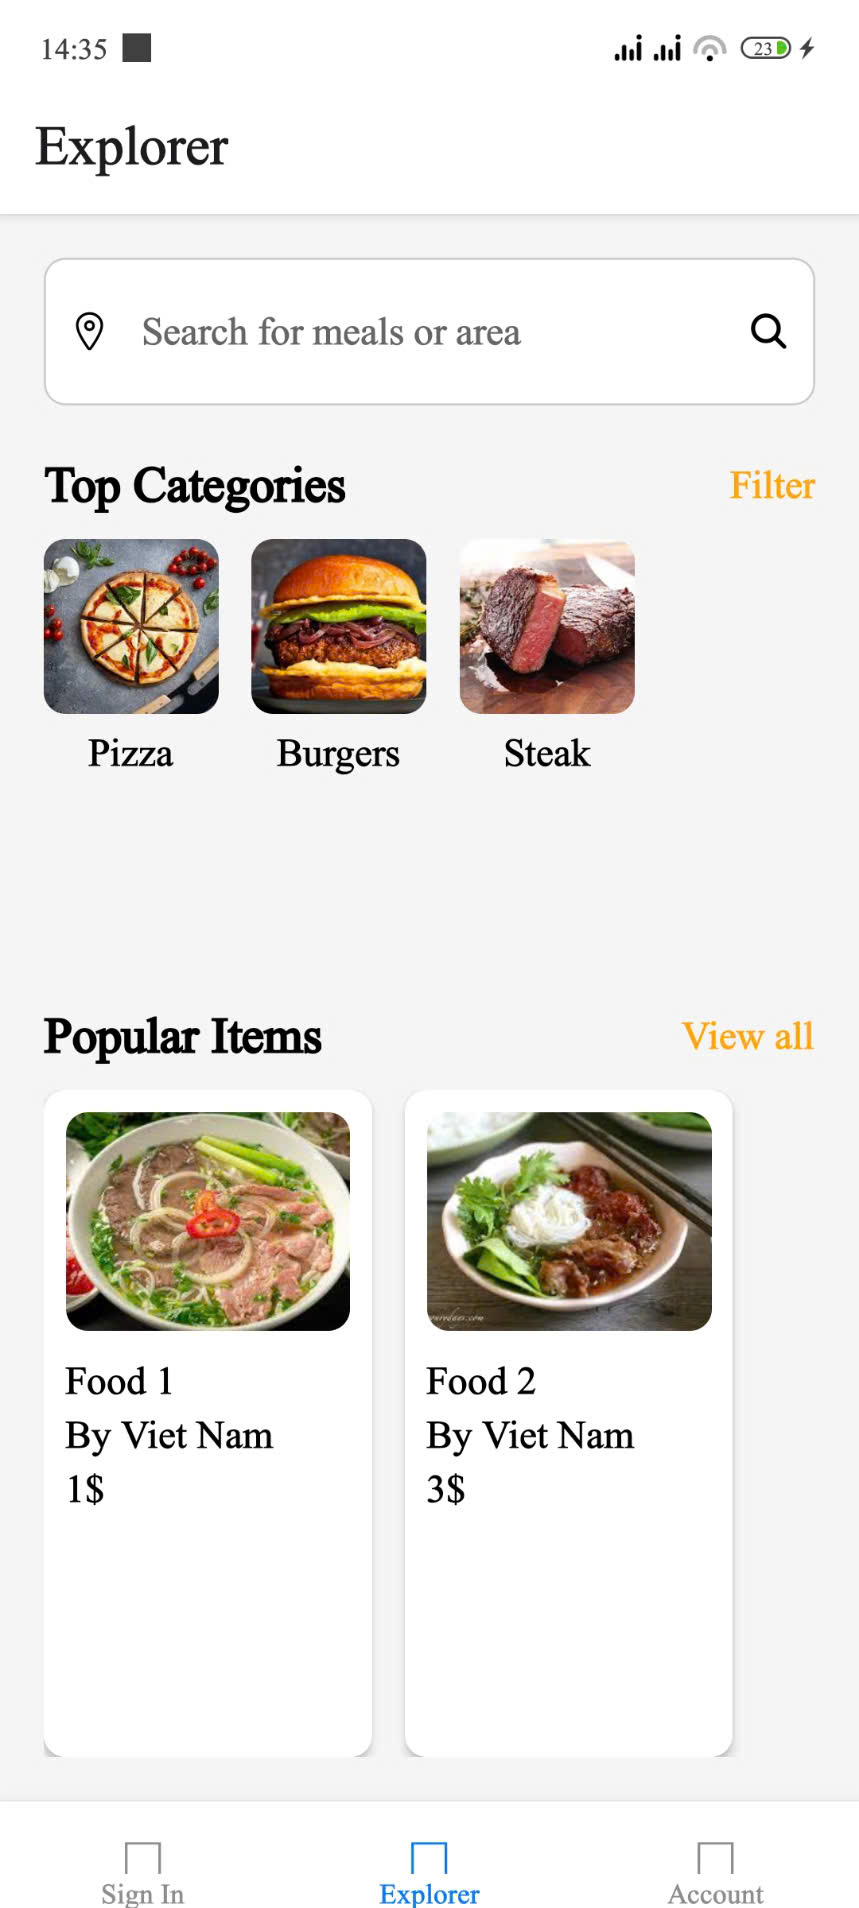 14:35
23
Explorer
Search for meals or area
Top Categories
Filter
Pizza
Burgers
Steak
Popular Items
View all
Food 1
By Viet Nam
1$
Food 2
By Viet Nam
3$
Sign In
Explorer
Account